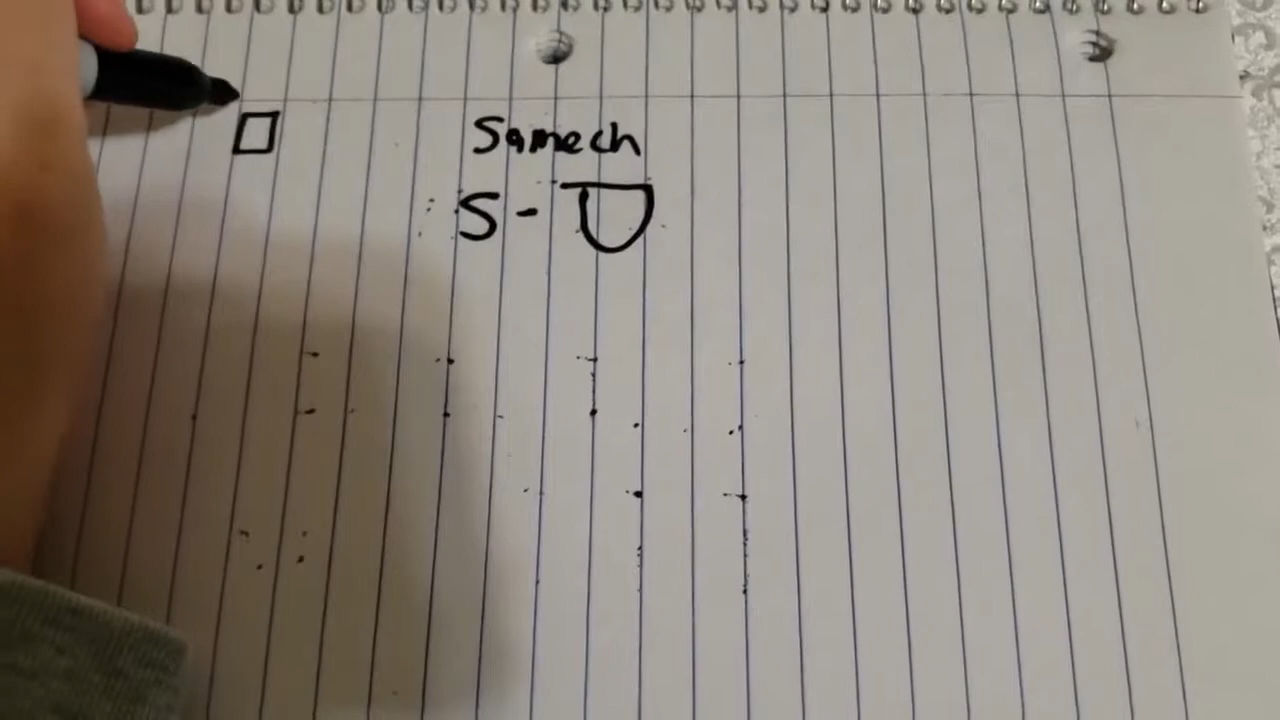 □ Samech
S - ס